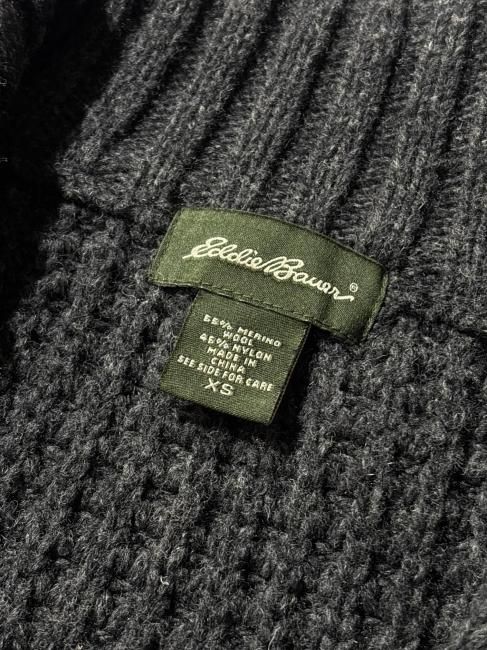 Eddie Bauer®
55% MERINO
WOOL
45% NYLON
MADE IN
CHINA
SEE SIDE FOR CARE
XS